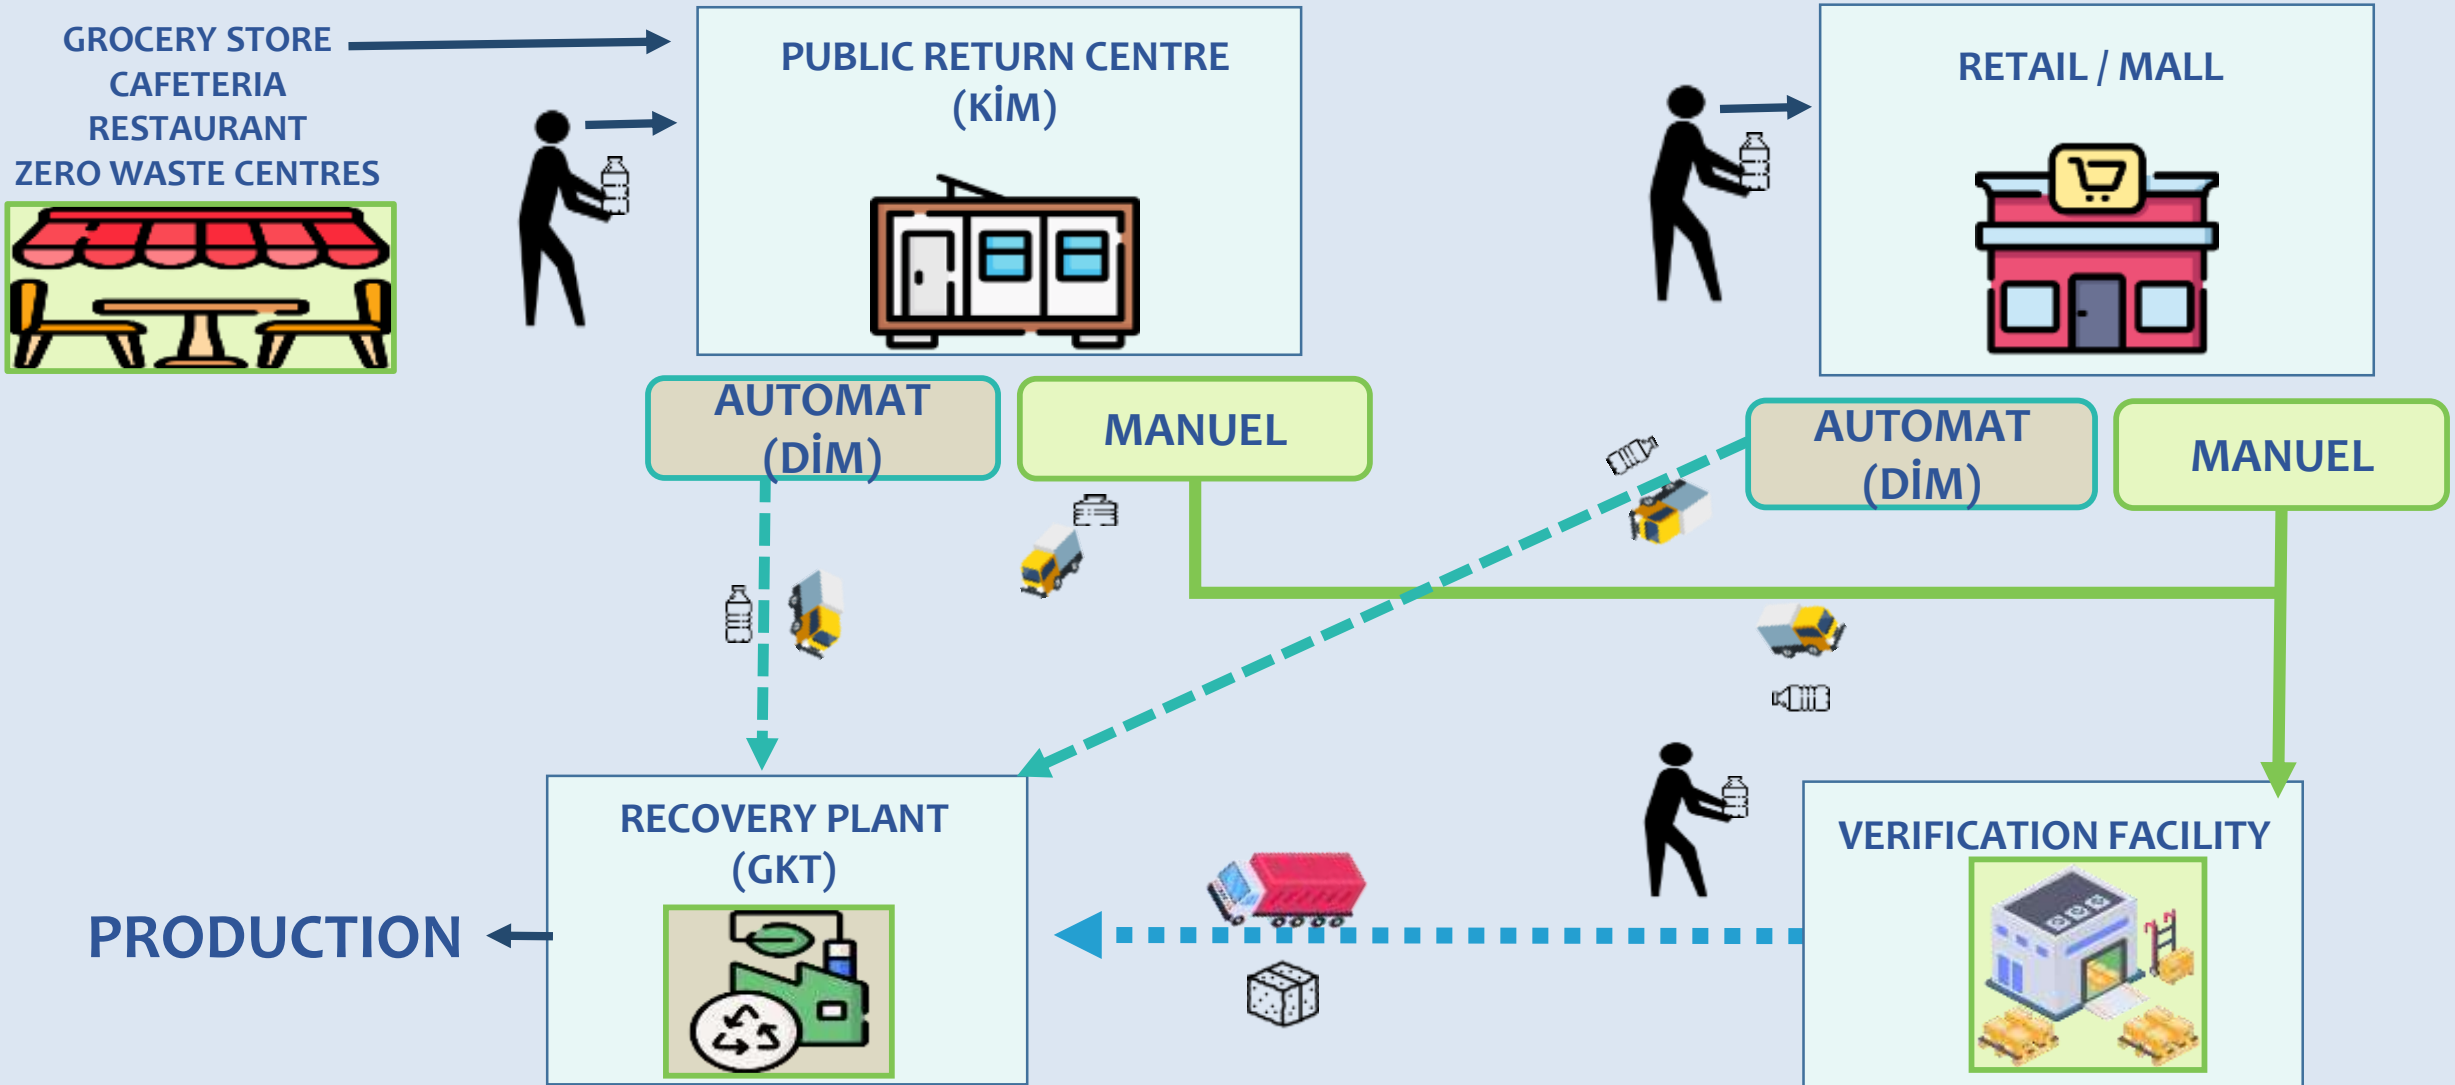 GROCERY STORE
CAFETERIA
RESTAURANT
ZERO WASTE CENTRES
PUBLIC RETURN CENTRE
(KİM)
RETAIL / MALL
AUTOMAT
(DİM)
MANUEL
AUTOMAT
(DİM)
MANUEL
RECOVERY PLANT
(GKT)
VERIFICATION FACILITY
PRODUCTION